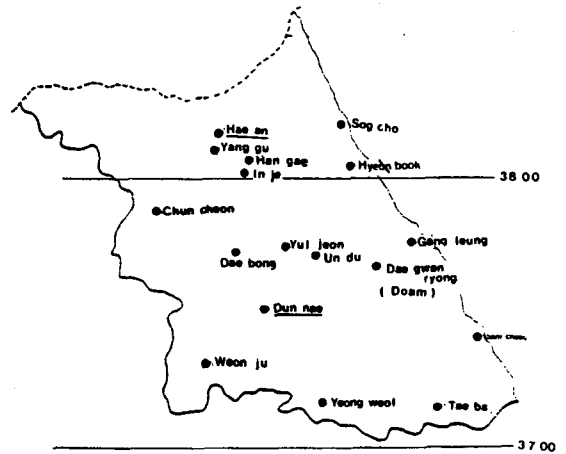 Sog cho
Hae an
Yang gu
Han gae
Hyeon book
In je
38 00
Chun cheon
Yul jeon
Gang leung
Dae bong
Un du
Dae gwan
ryong
( Doam )
Dun nae
Weon ju
Yeong weol
Tae ba
37 00